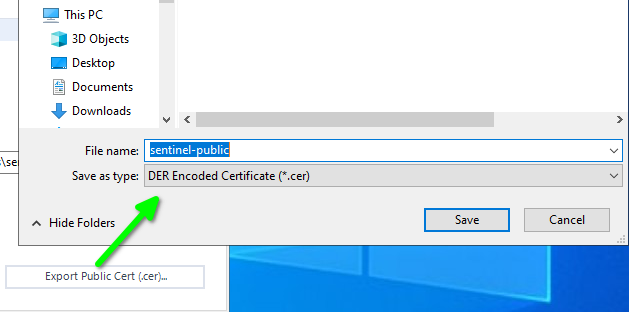 This PC
3D Objects
Desktop
Documents
Downloads
File name: sentinel-public
Save as type: DER Encoded Certificate (*.cer)
Hide Folders
Save
Cancel
Export Public Cert (.cer)...